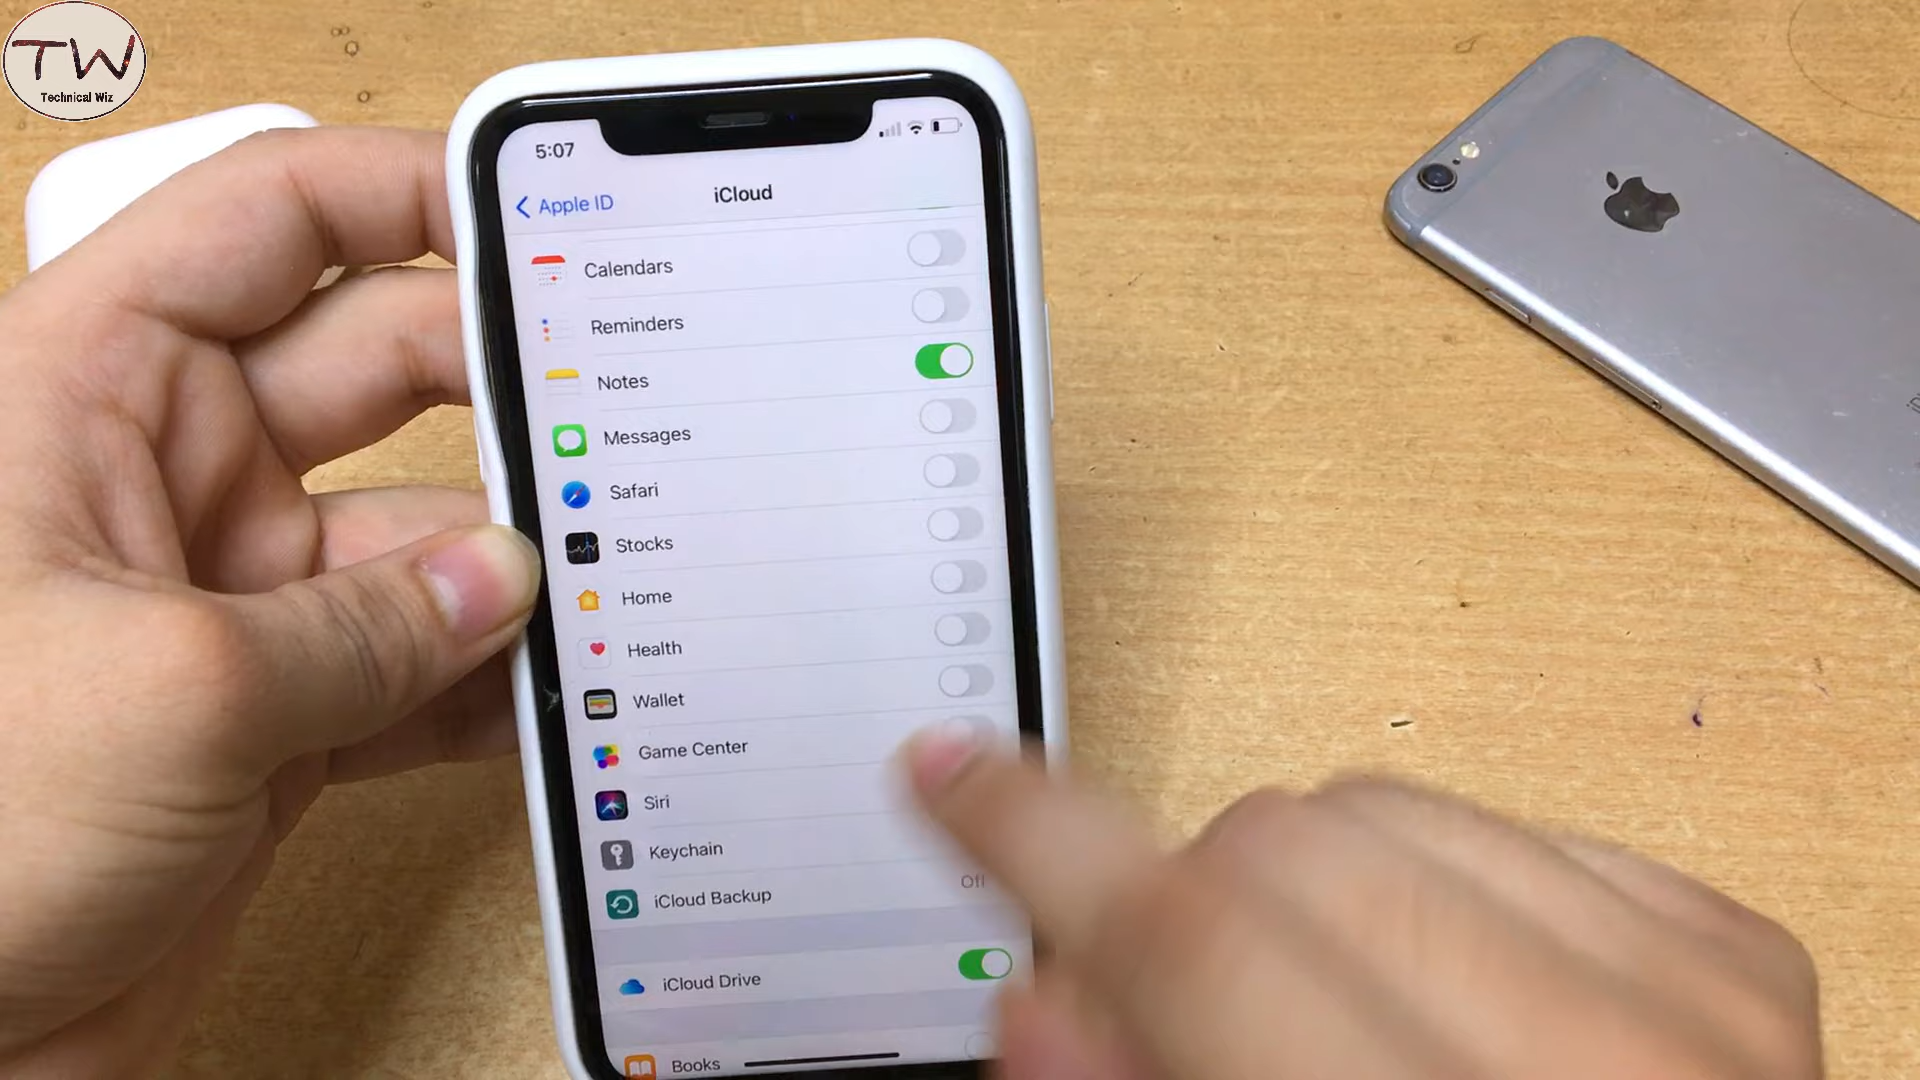 TW
Technical Wiz
5:07
Apple ID
iCloud
Calendars
Reminders
Notes
Messages
Safari
Stocks
Home
Health
Wallet
Game Center
Siri
Keychain
iCloud Backup
Off
iCloud Drive
Books